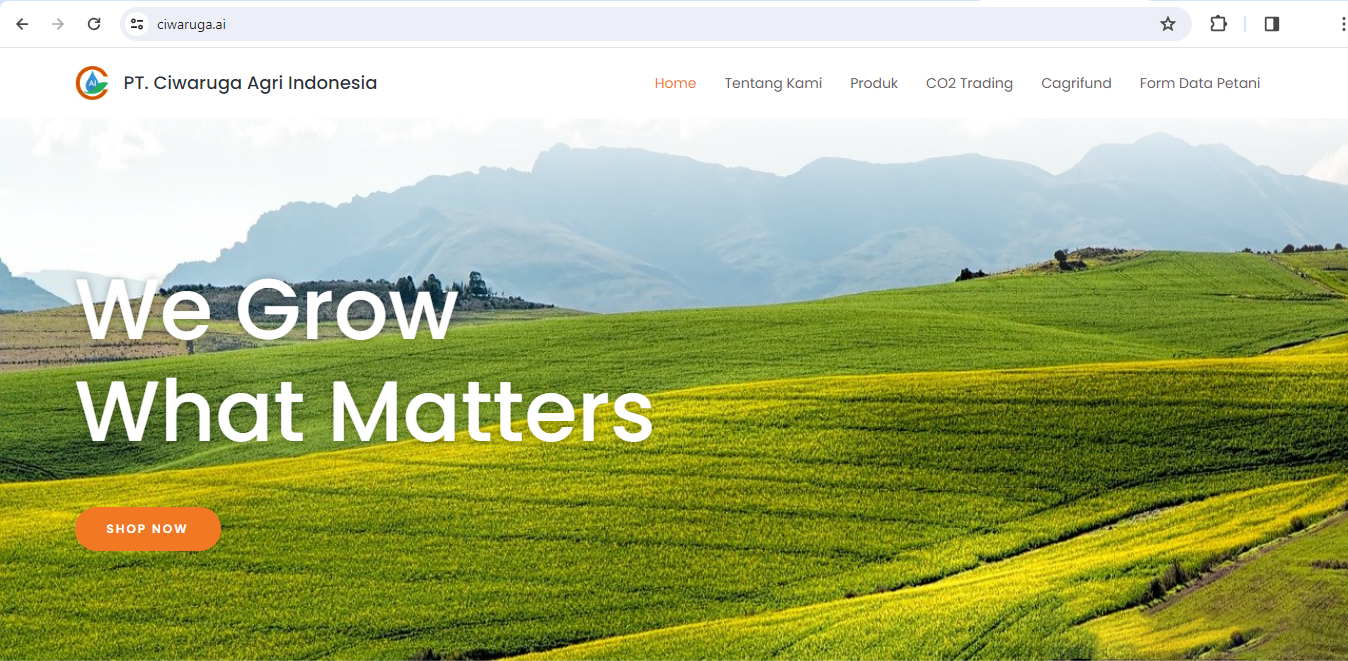 ciwaruga.ai
AI
PT. Ciwaruga Agri Indonesia
Home Tentang Kami Produk CO2 Trading Cagrifund Form Data Petani
We Grow
What Matters
SHOP NOW